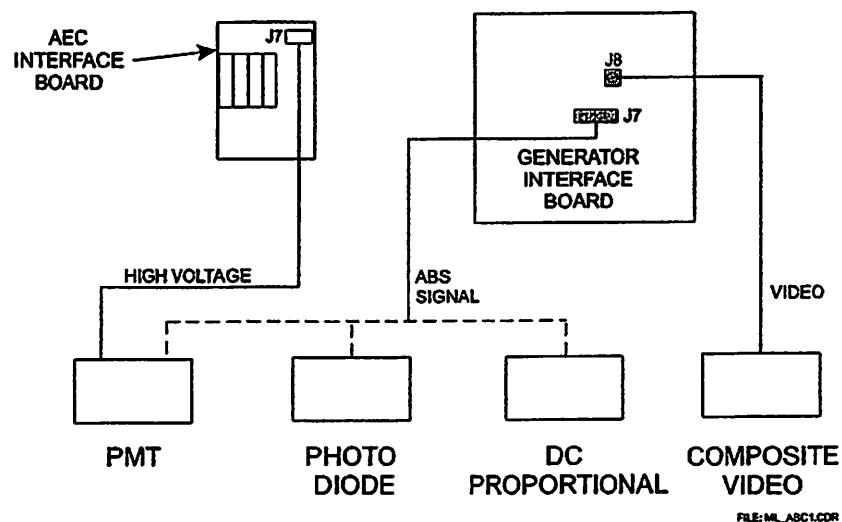 AEC
INTERFACE
BOARD
J7
J8
J7
GENERATOR
INTERFACE
BOARD
HIGH VOLTAGE
ABS
SIGNAL
VIDEO
PMT
PHOTO
DIODE
DC
PROPORTIONAL
COMPOSITE
VIDEO
FILE: ML_ABC1.CDR